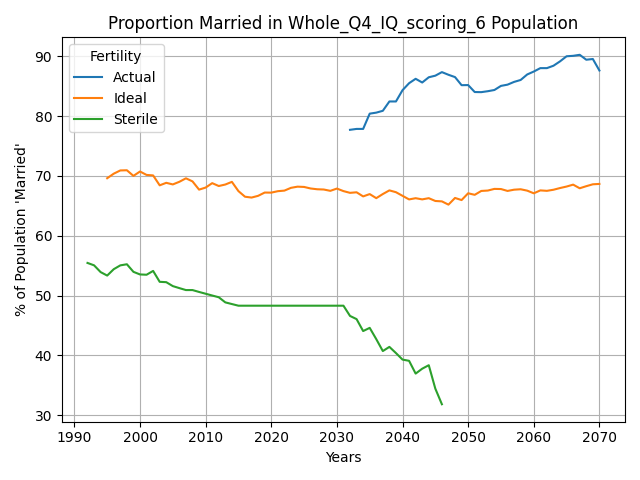 Proportion Married in Whole_Q4_IQ_scoring_6 Population
% of Population 'Married'
90
80
70
60
50
40
30
Fertility
Actual
Ideal
Sterile
1990 2000 2010 2020 2030 2040 2050 2060 2070
Years